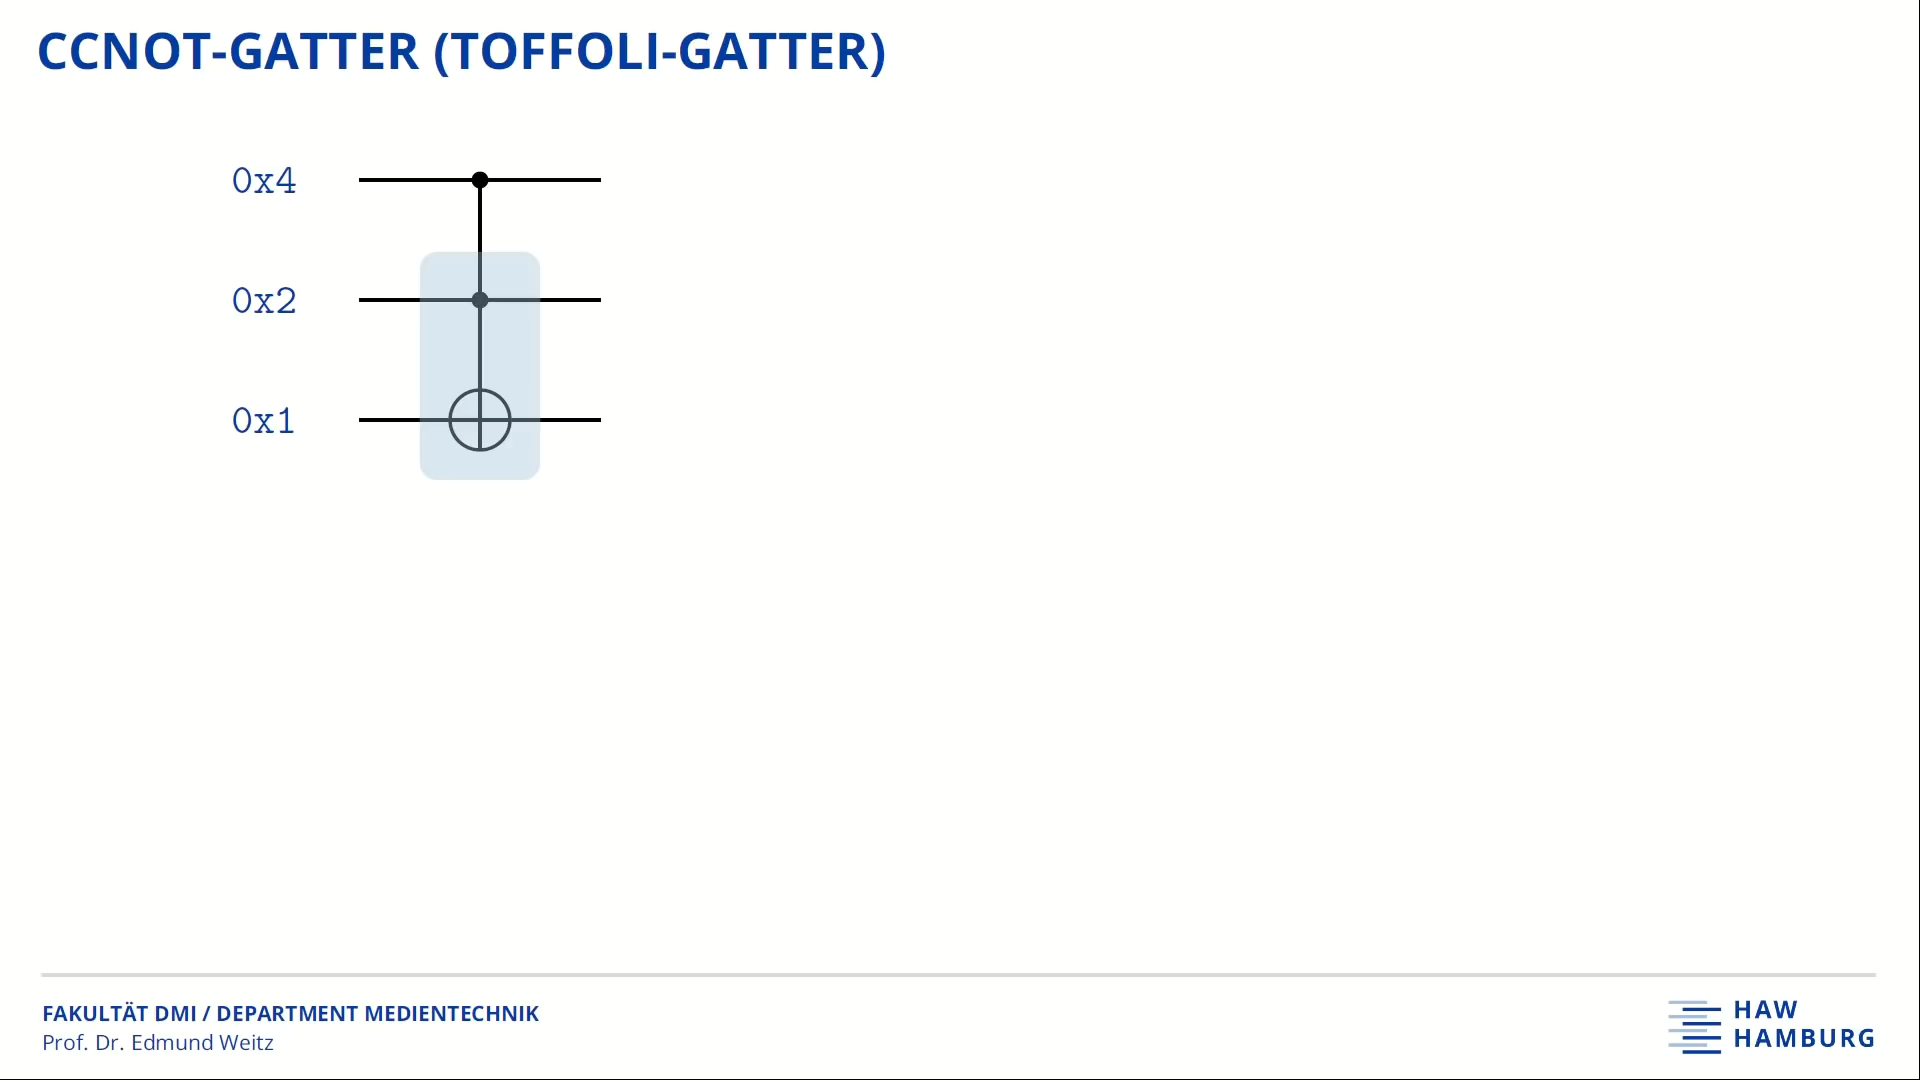 CCNOT-GATTER (TOFFOLI-GATTER)
0x4
0x2
0x1
FAKULTÄT DMI / DEPARTMENT MEDIENTECHNIK
Prof. Dr. Edmund Weitz
HAW
HAMBURG